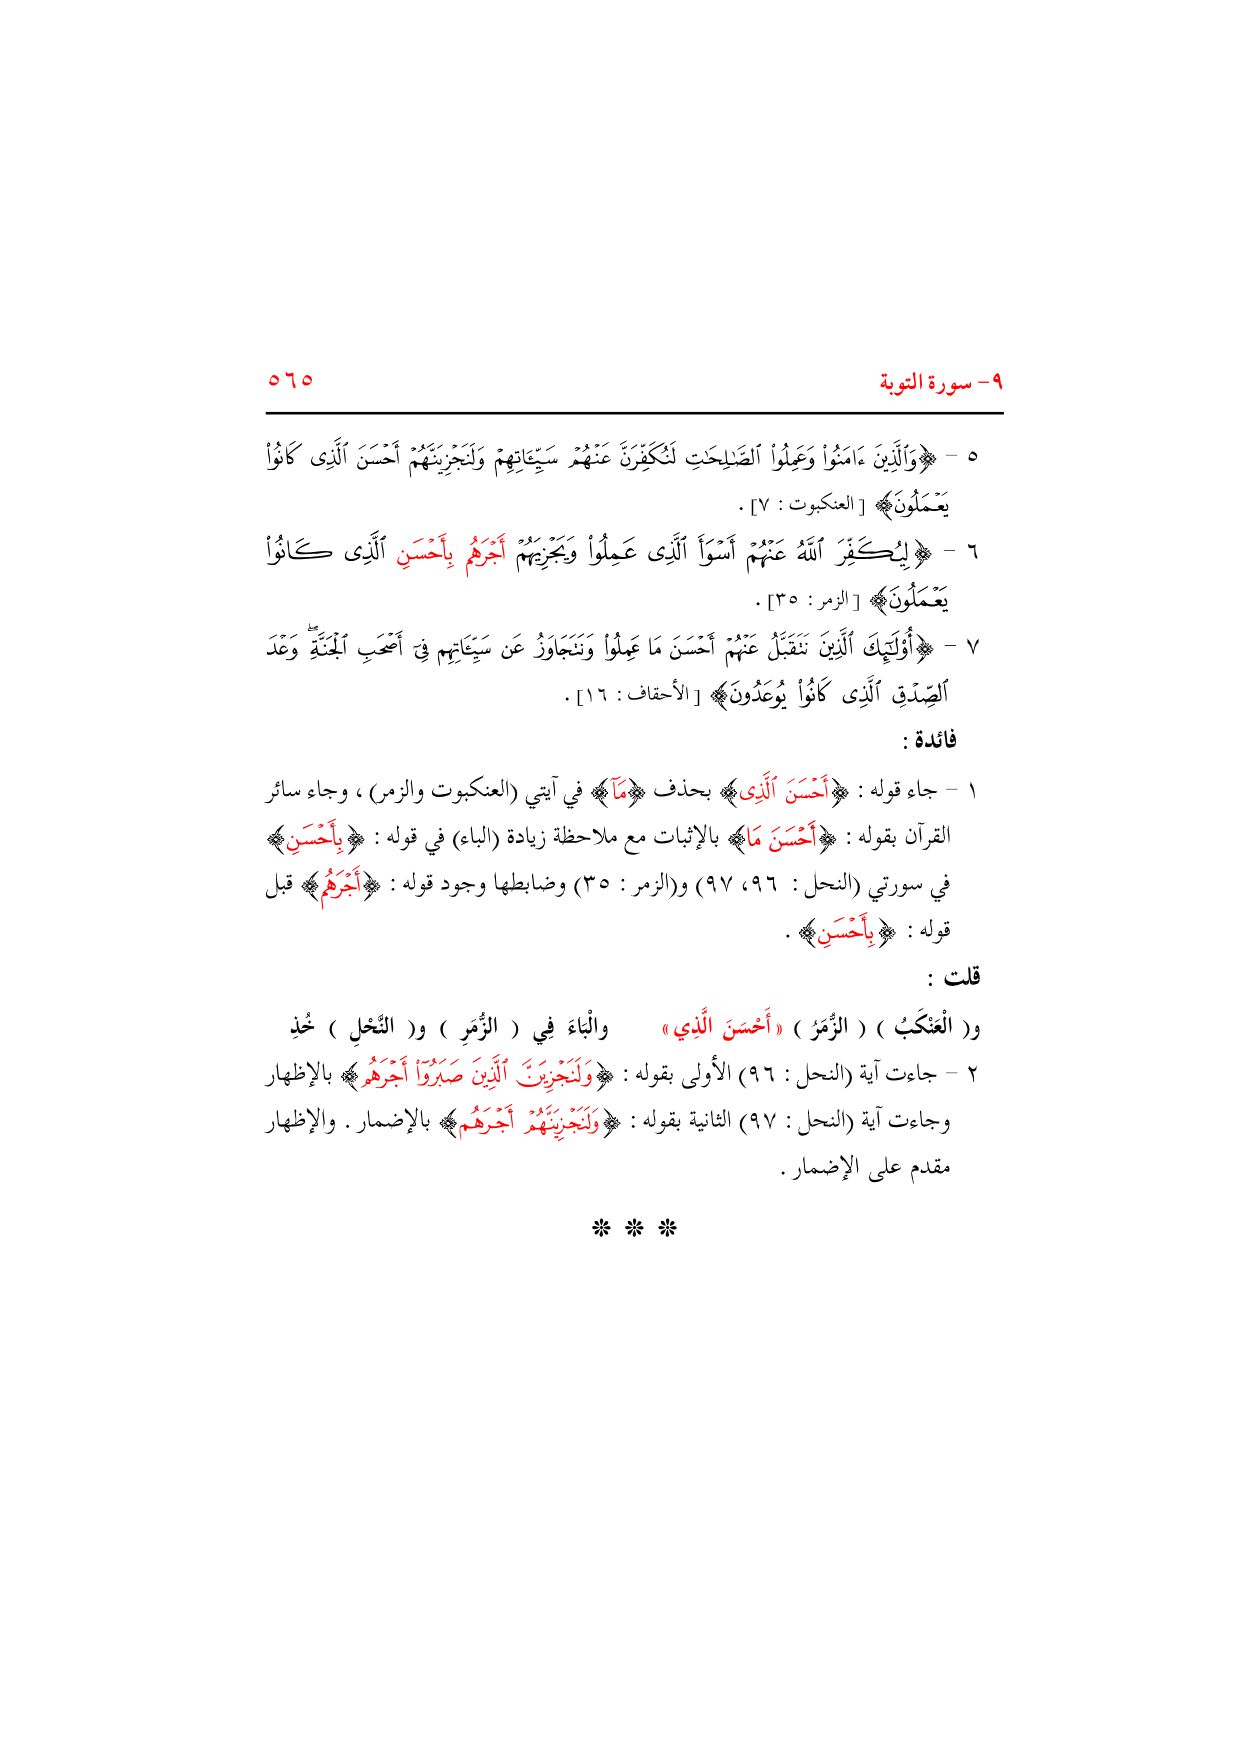 ٩- سورة التوبة ٥٦٥
٥ - ﴿وَٱلَّذِينَ ءَامَنُوا۟ وَعَمِلُوا۟ ٱلصَّـٰلِحَـٰتِ لَنُكَفِّرَنَّ عَنْهُمْ سَيِّـَٔاتِهِمْ وَلَنَجْزِيَنَّهُمْ أَحْسَنَ ٱلَّذِى كَانُوا۟
يَعْمَلُونَ﴾ [العنكبوت : ٧] .
٦ - ﴿لِيُكَفِّرَ ٱللَّهُ عَنْهُمْ أَسْوَأَ ٱلَّذِى عَمِلُوا۟ وَيَجْزِيَهُمْ أَجْرَهُم بِأَحْسَنِ ٱلَّذِى كَانُوا۟
يَعْمَلُونَ﴾ [الزمر : ٣٥] .
٧ - ﴿أُو۟لَـٰٓئِكَ ٱلَّذِينَ نَتَقَبَّلُ عَنْهُمْ أَحْسَنَ مَا عَمِلُوا۟ وَنَتَجَاوَزُ عَن سَيِّـَٔاتِهِمْ فِىٓ أَصْحَـٰبِ ٱلْجَنَّةِ ۖ وَعْدَ
ٱلصِّدْقِ ٱلَّذِى كَانُوا۟ يُوعَدُونَ﴾ [الأحقاف : ١٦] .
فائدة :
١ - جاء قوله : ﴿أَحْسَنَ ٱلَّذِى﴾ بحذف ﴿مَآ﴾ في آيتي (العنكبوت والزمر) ، وجاء سائر
القرآن بقوله : ﴿أَحْسَنَ مَا﴾ بالإثبات مع ملاحظة زيادة (الباء) في قوله : ﴿بِأَحْسَنِ﴾
في سورتي (النحل : ٩٦، ٩٧) و(الزمر : ٣٥) وضابطها وجود قوله : ﴿أَجْرَهُم﴾ قبل
قوله : ﴿بِأَحْسَنِ﴾ .
قلت :
و( الْعَنْكَبُ ) ( الزُّمَرُ ) «أَحْسَنَ الَّذِي» والْبَاءَ فِي ( الزُّمَرِ ) و( النَّحْلِ ) خُذِ
٢ - جاءت آية (النحل : ٩٦) الأولى بقوله : ﴿وَلَنَجْزِيَنَّ ٱلَّذِينَ صَبَرُوٓا۟ أَجْرَهُم﴾ بالإظهار
وجاءت آية (النحل : ٩٧) الثانية بقوله : ﴿وَلَنَجْزِيَنَّهُمْ أَجْرَهُم﴾ بالإضمار . والإظهار
مقدم على الإضمار .